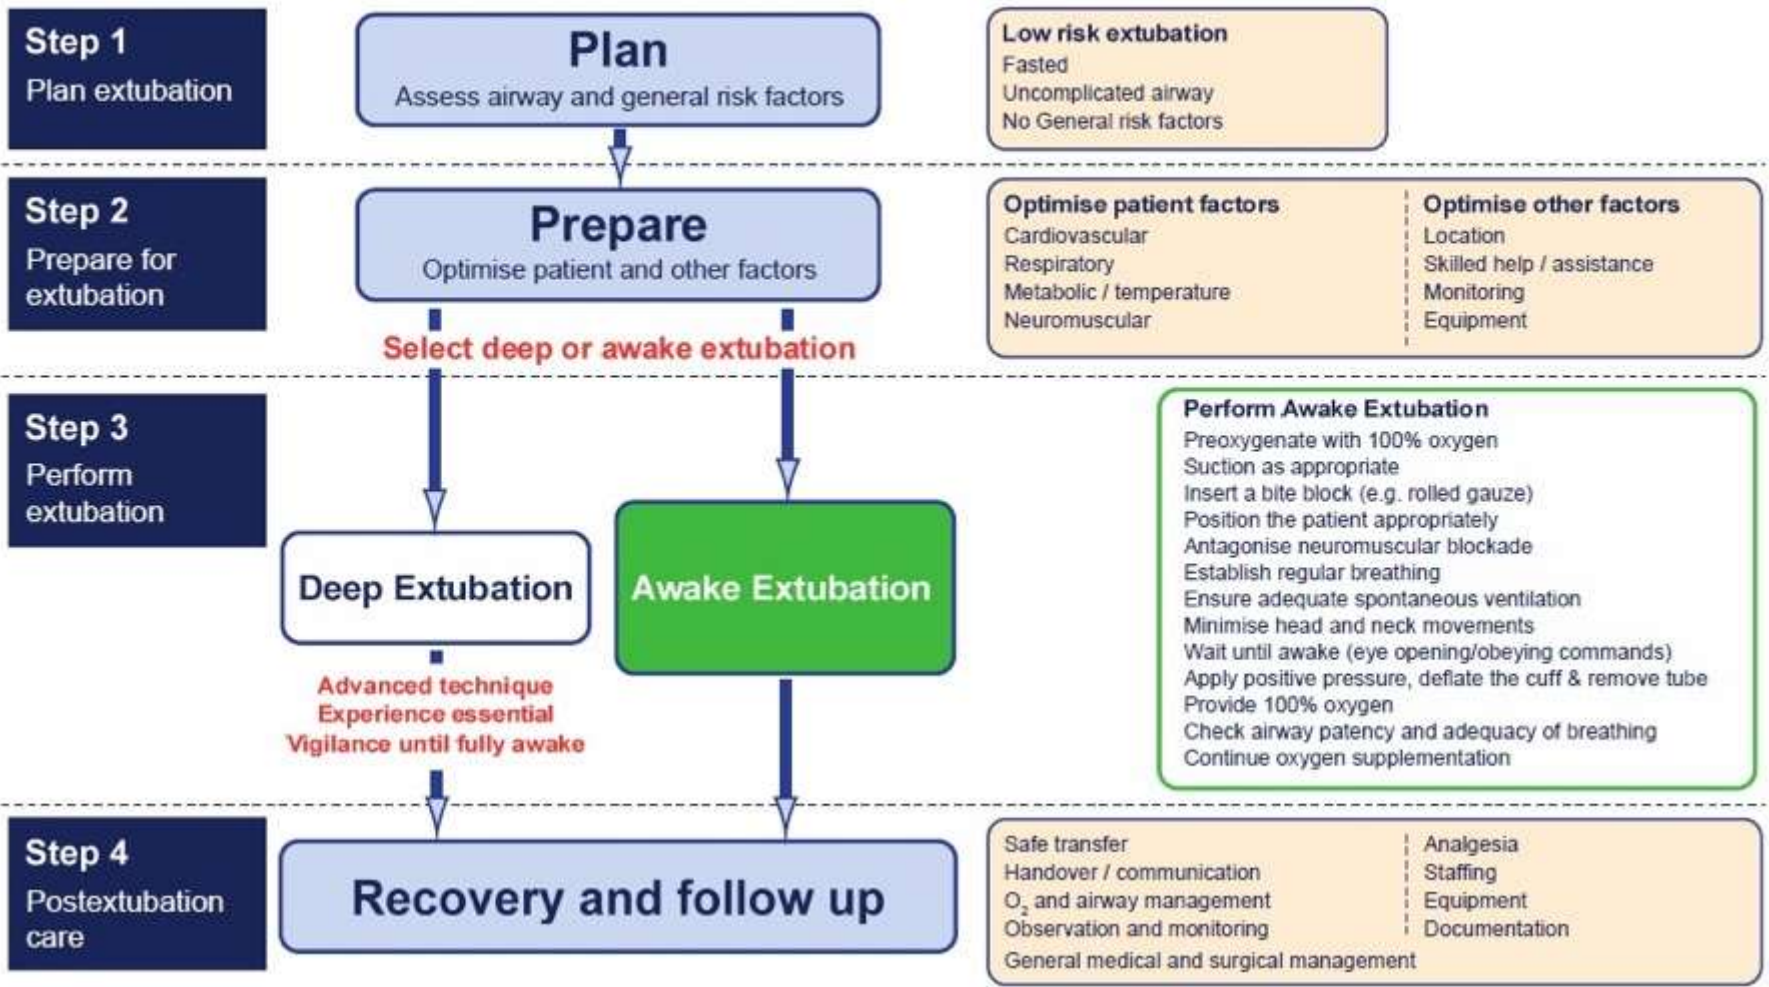 Step 1
Plan extubation
Plan
Assess airway and general risk factors
Low risk extubation
Fasted
Uncomplicated airway
No General risk factors
Step 2
Prepare for
extubation
Prepare
Optimise patient and other factors
Select deep or awake extubation
Optimise patient factors
Cardiovascular
Respiratory
Metabolic / temperature
Neuromuscular
Optimise other factors
Location
Skilled help / assistance
Monitoring
Equipment
Step 3
Perform
extubation
Deep Extubation
Advanced technique
Experience essential
Vigilance until fully awake
Awake Extubation
Perform Awake Extubation
Preoxygenate with 100% oxygen
Suction as appropriate
Insert a bite block (e.g. rolled gauze)
Position the patient appropriately
Antagonise neuromuscular blockade
Establish regular breathing
Ensure adequate spontaneous ventilation
Minimise head and neck movements
Wait until awake (eye opening/obeying commands)
Apply positive pressure, deflate the cuff & remove tube
Provide 100% oxygen
Check airway patency and adequacy of breathing
Continue oxygen supplementation
Step 4
Postextubation
care
Recovery and follow up
Safe transfer
Handover / communication
O₂ and airway management
Observation and monitoring
General medical and surgical management
Analgesia
Staffing
Equipment
Documentation